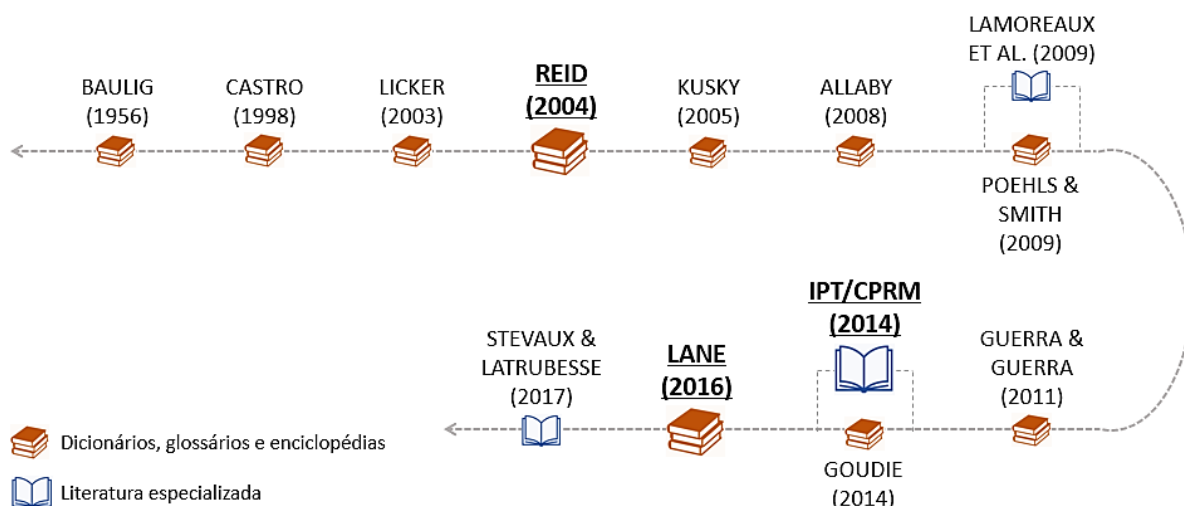 BAULIG
(1956)
CASTRO
(1998)
LICKER
(2003)
REID
(2004)
KUSKY
(2005)
ALLABY
(2008)
LAMOREAUX
ET AL. (2009)
POEHLS &
SMITH
(2009)
STEVAUX &
LATRUBESSE
(2017)
LANE
(2016)
IPT/CPRM
(2014)
GOUDIE
(2014)
GUERRA &
GUERRA
(2011)
Dicionários, glossários e enciclopédias
Literatura especializada